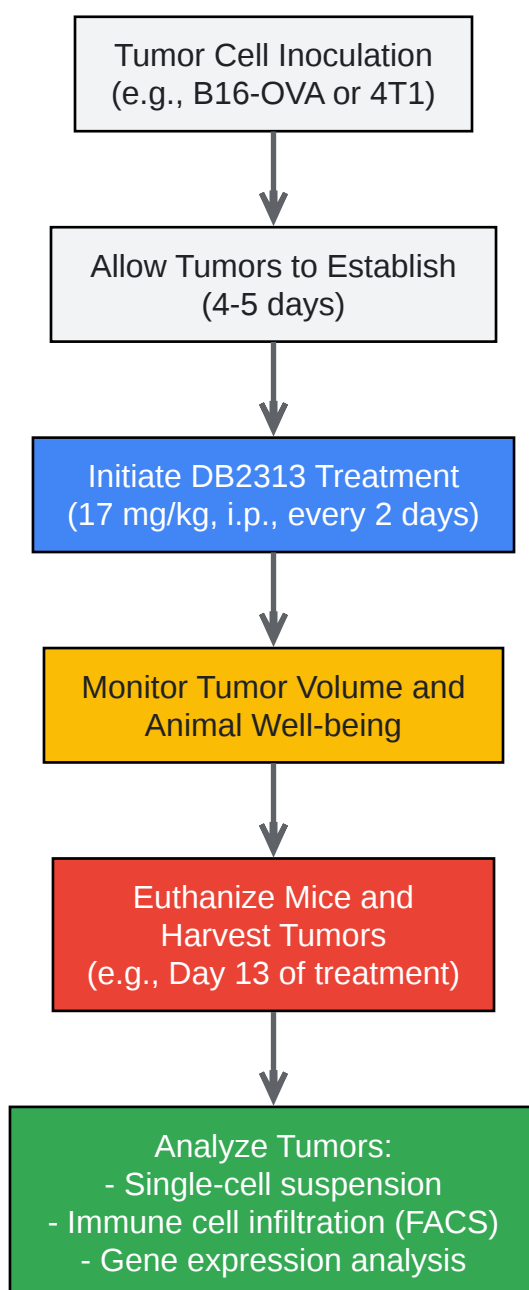 Tumor Cell Inoculation
(e.g., B16-OVA or 4T1)
Allow Tumors to Establish
(4-5 days)
Initiate DB2313 Treatment
(17 mg/kg, i.p., every 2 days)
Monitor Tumor Volume and
Animal Well-being
Euthanize Mice and
Harvest Tumors
(e.g., Day 13 of treatment)
Analyze Tumors:
- Single-cell suspension
- Immune cell infiltration (FACS)
- Gene expression analysis